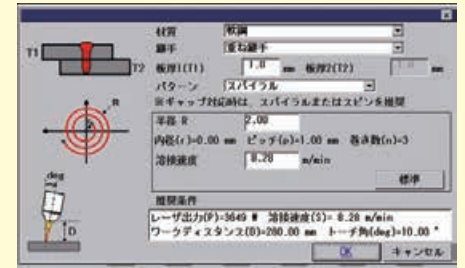 材質 軟鋼
継手 重ね継手
T1
板厚1(T1) 1.0 mm 板厚2(T2) 1.0 mm
T2
パターン スパイラル
※ギャップ対応時は、スパイラルまたはスピンを推奨
R
半径 R 2.00
内径(r)=0.00 mm ピッチ(p)=1.00 mm 巻き数(n)=3
溶接速度 8.28 m/min
標準
deg
推奨条件
D
レーザ出力(P)=3649 W 溶接速度(S)= 8.28 m/min
ワークディスタンス(D)=280.00 mm トーチ角(deg)=10.00 °
OK キャンセル